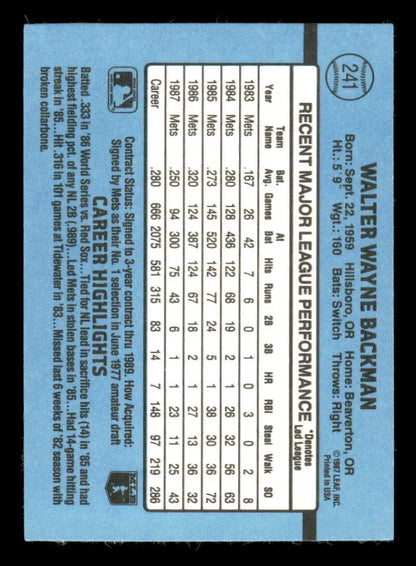 241
WALTER WAYNE BACKMAN
Born: Sept. 22, 1959 Hillsboro, OR Home: Beaverton, OR
Ht.: 5' 9" Wgt.: 160 Bats: Switch Throws: Right
© 1987 LEAF, INC.
Printed in USA
RECENT MAJOR LEAGUE PERFORMANCE *Denotes Led League
Team Bat. At
Year Name Avg. Games Bat Hits Runs 2B 3B HR RBI Steal Walk SO
1983 Mets .167 26 42 7 6 0 1 0 3 0 2 8
1984 Mets .280 128 436 122 68 19 2 1 26 32 56 63
1985 Mets .273 145 520 142 77 24 5 1 38 30 36 72
1986 Mets .320 124 387 124 67 18 2 1 27 13 36 32
1987 Mets .250 94 300 75 43 6 1 1 23 11 25 43
Career .280 666 2075 581 315 83 14 7 148 97 219 286
Contract Status: Signed to 3-year contract thru 1989. How Acquired:
Signed by Mets as their No. 1 selection in June 1977 amateur draft
CAREER HIGHLIGHTS
Batted .333 in '86 World Series vs. Red Sox... Tied for NL lead in sacrifice hits (14) in '85 and had
highest fielding pct. of any NL 2B (.989)...Led Mets in stolen bases in '85...Had 14-game hitting
streak in '85...Hit .316 in 101 games at Tidewater in '83...Missed last 6 weeks of '82 season with
broken collarbone.